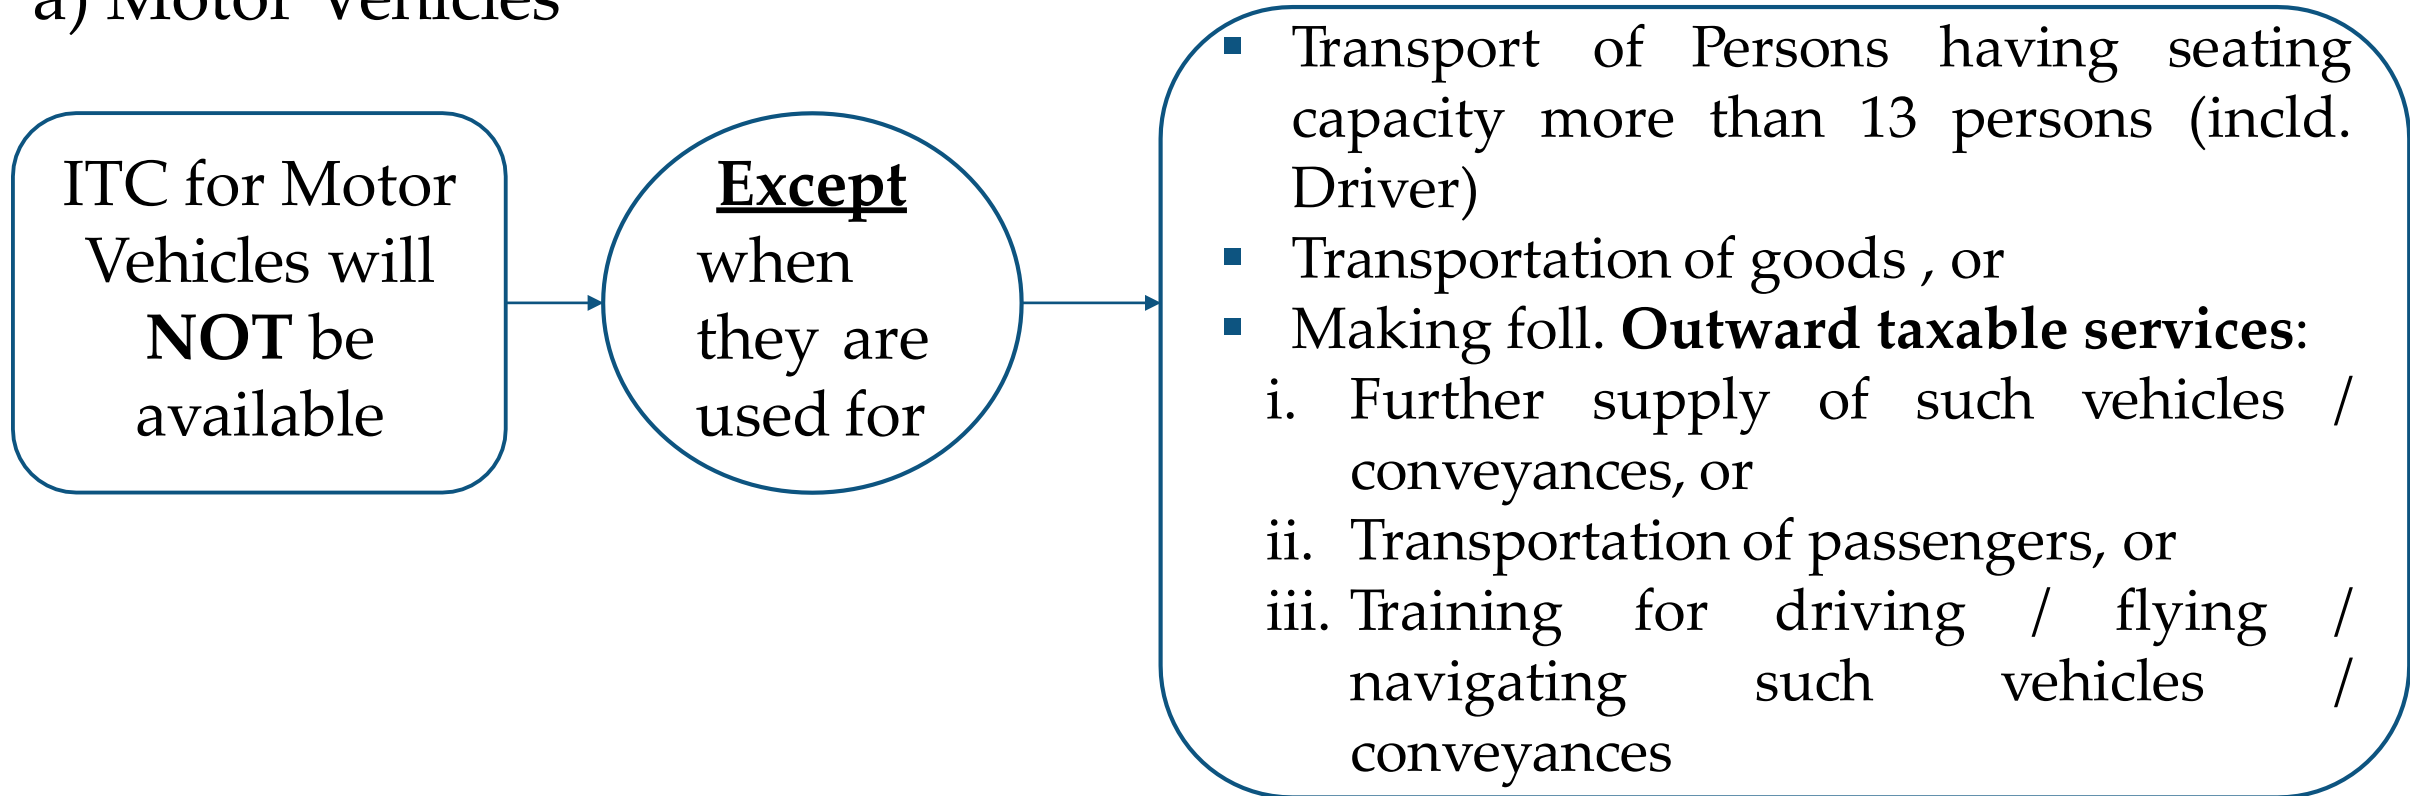 a) Motor Vehicles
ITC for Motor
Vehicles will
NOT be
available
Except
when
they are
used for
▪ Transport of Persons having seating
capacity more than 13 persons (incld.
Driver)
▪ Transportation of goods , or
▪ Making foll. Outward taxable services:
i. Further supply of such vehicles /
conveyances, or
ii. Transportation of passengers, or
iii. Training for driving / flying /
navigating such vehicles /
conveyances